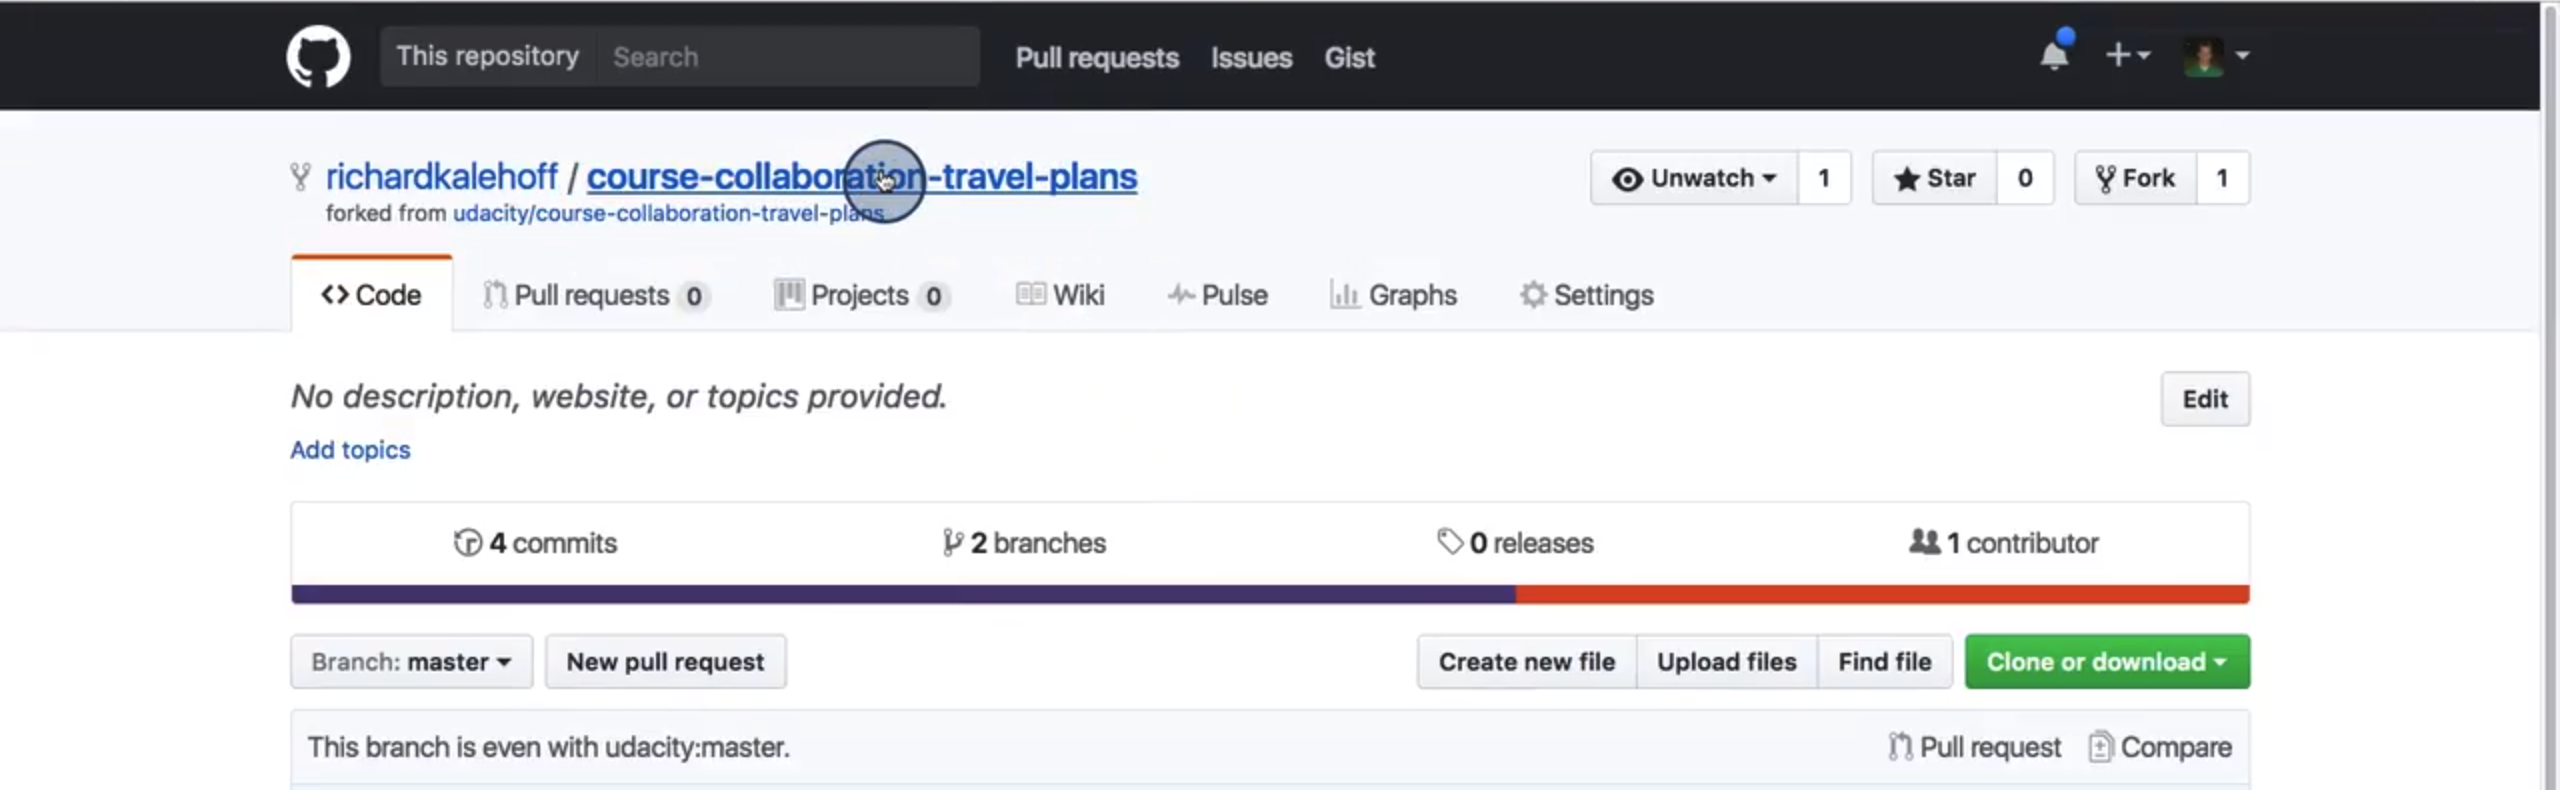 This repository Search Pull requests Issues Gist
richardkalehoff / course-collaboration-travel-plans Unwatch 1 Star 0 Fork 1
forked from udacity/course-collaboration-travel-plans
Code Pull requests 0 Projects 0 Wiki Pulse Graphs Settings
No description, website, or topics provided. Edit
Add topics
4 commits 2 branches 0 releases 1 contributor
Branch: master New pull request Create new file Upload files Find file Clone or download
This branch is even with udacity:master. Pull request Compare